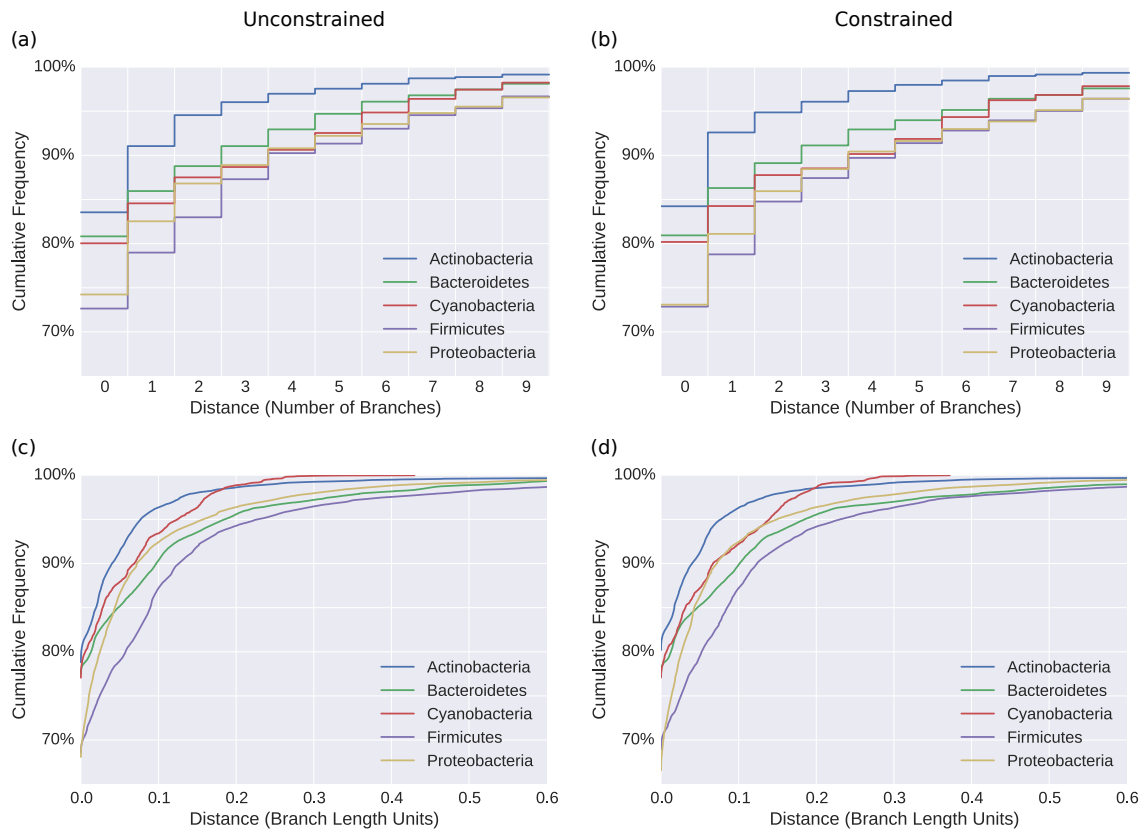 Unconstrained
(a)
100%
90%
80%
70%
Cumulative Frequency
Actinobacteria
Bacteroidetes
Cyanobacteria
Firmicutes
Proteobacteria
0 1 2 3 4 5 6 7 8 9
Distance (Number of Branches)
Constrained
(b)
100%
90%
80%
70%
Cumulative Frequency
Actinobacteria
Bacteroidetes
Cyanobacteria
Firmicutes
Proteobacteria
0 1 2 3 4 5 6 7 8 9
Distance (Number of Branches)
(c)
100%
90%
80%
70%
Cumulative Frequency
Actinobacteria
Bacteroidetes
Cyanobacteria
Firmicutes
Proteobacteria
0.0 0.1 0.2 0.3 0.4 0.5 0.6
Distance (Branch Length Units)
(d)
100%
90%
80%
70%
Cumulative Frequency
Actinobacteria
Bacteroidetes
Cyanobacteria
Firmicutes
Proteobacteria
0.0 0.1 0.2 0.3 0.4 0.5 0.6
Distance (Branch Length Units)